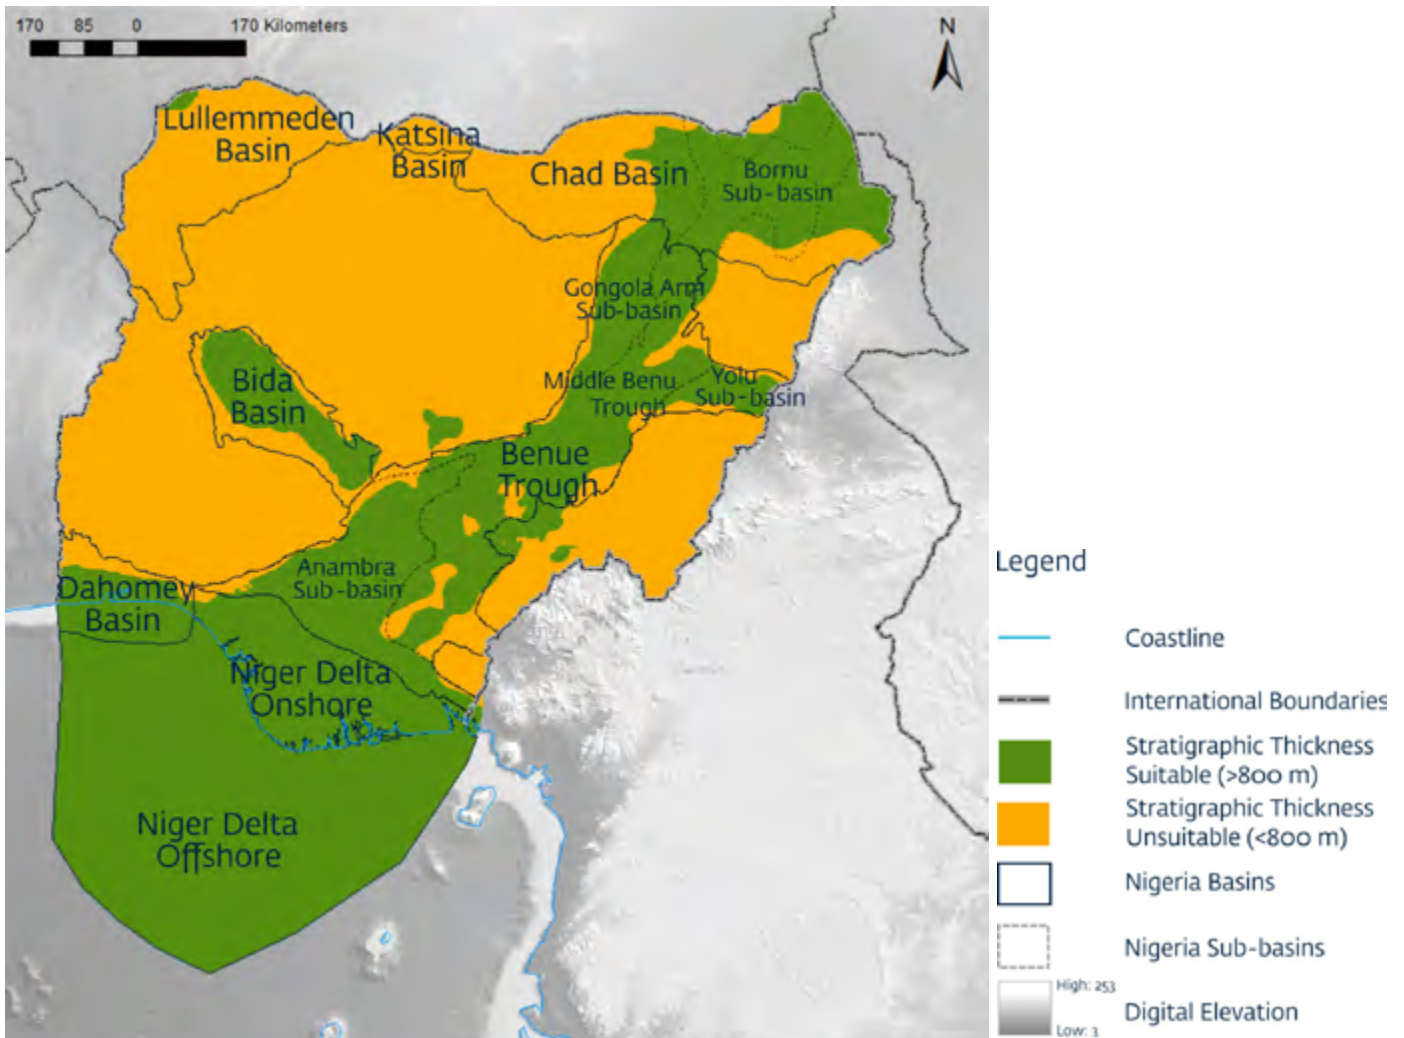 170 85 0 170 Kilometers
N
Lullemmeden
Basin
Katsina
Basin
Chad Basin
Bornu
Sub-basin
Gongola Arm
Sub-basin
Bida
Basin
Middle Benu
Trough
Yolu
Sub-basin
Benue
Trough
Anambra
Sub-basin
Dahomey
Basin
Niger Delta
Onshore
Niger Delta
Offshore
Legend
Coastline
International Boundaries
Stratigraphic Thickness
Suitable (>800 m)
Stratigraphic Thickness
Unsuitable (<800 m)
Nigeria Basins
Nigeria Sub-basins
High: 253
Digital Elevation
Low: 3